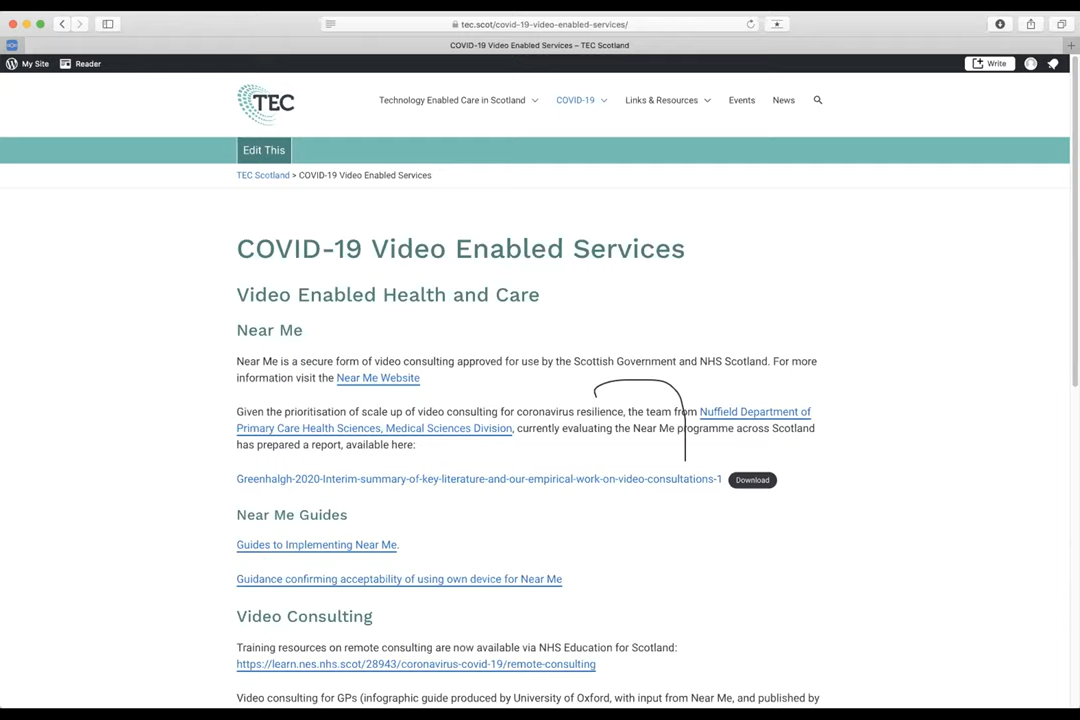 tec.scot/covid-19-video-enabled-services/
COVID-19 Video Enabled Services – TEC Scotland
My Site Reader Write
TEC Technology Enabled Care in Scotland COVID-19 Links & Resources Events News
Edit This
TEC Scotland > COVID-19 Video Enabled Services
COVID-19 Video Enabled Services
Video Enabled Health and Care
Near Me
Near Me is a secure form of video consulting approved for use by the Scottish Government and NHS Scotland. For more
information visit the Near Me Website
Given the prioritisation of scale up of video consulting for coronavirus resilience, the team from Nuffield Department of
Primary Care Health Sciences, Medical Sciences Division, currently evaluating the Near Me programme across Scotland
has prepared a report, available here:
Greenhalgh-2020-Interim-summary-of-key-literature-and-our-empirical-work-on-video-consultations-1 Download
Near Me Guides
Guides to Implementing Near Me.
Guidance confirming acceptability of using own device for Near Me
Video Consulting
Training resources on remote consulting are now available via NHS Education for Scotland:
https://learn.nes.nhs.scot/28943/coronavirus-covid-19/remote-consulting
Video consulting for GPs (infographic guide produced by University of Oxford, with input from Near Me, and published by